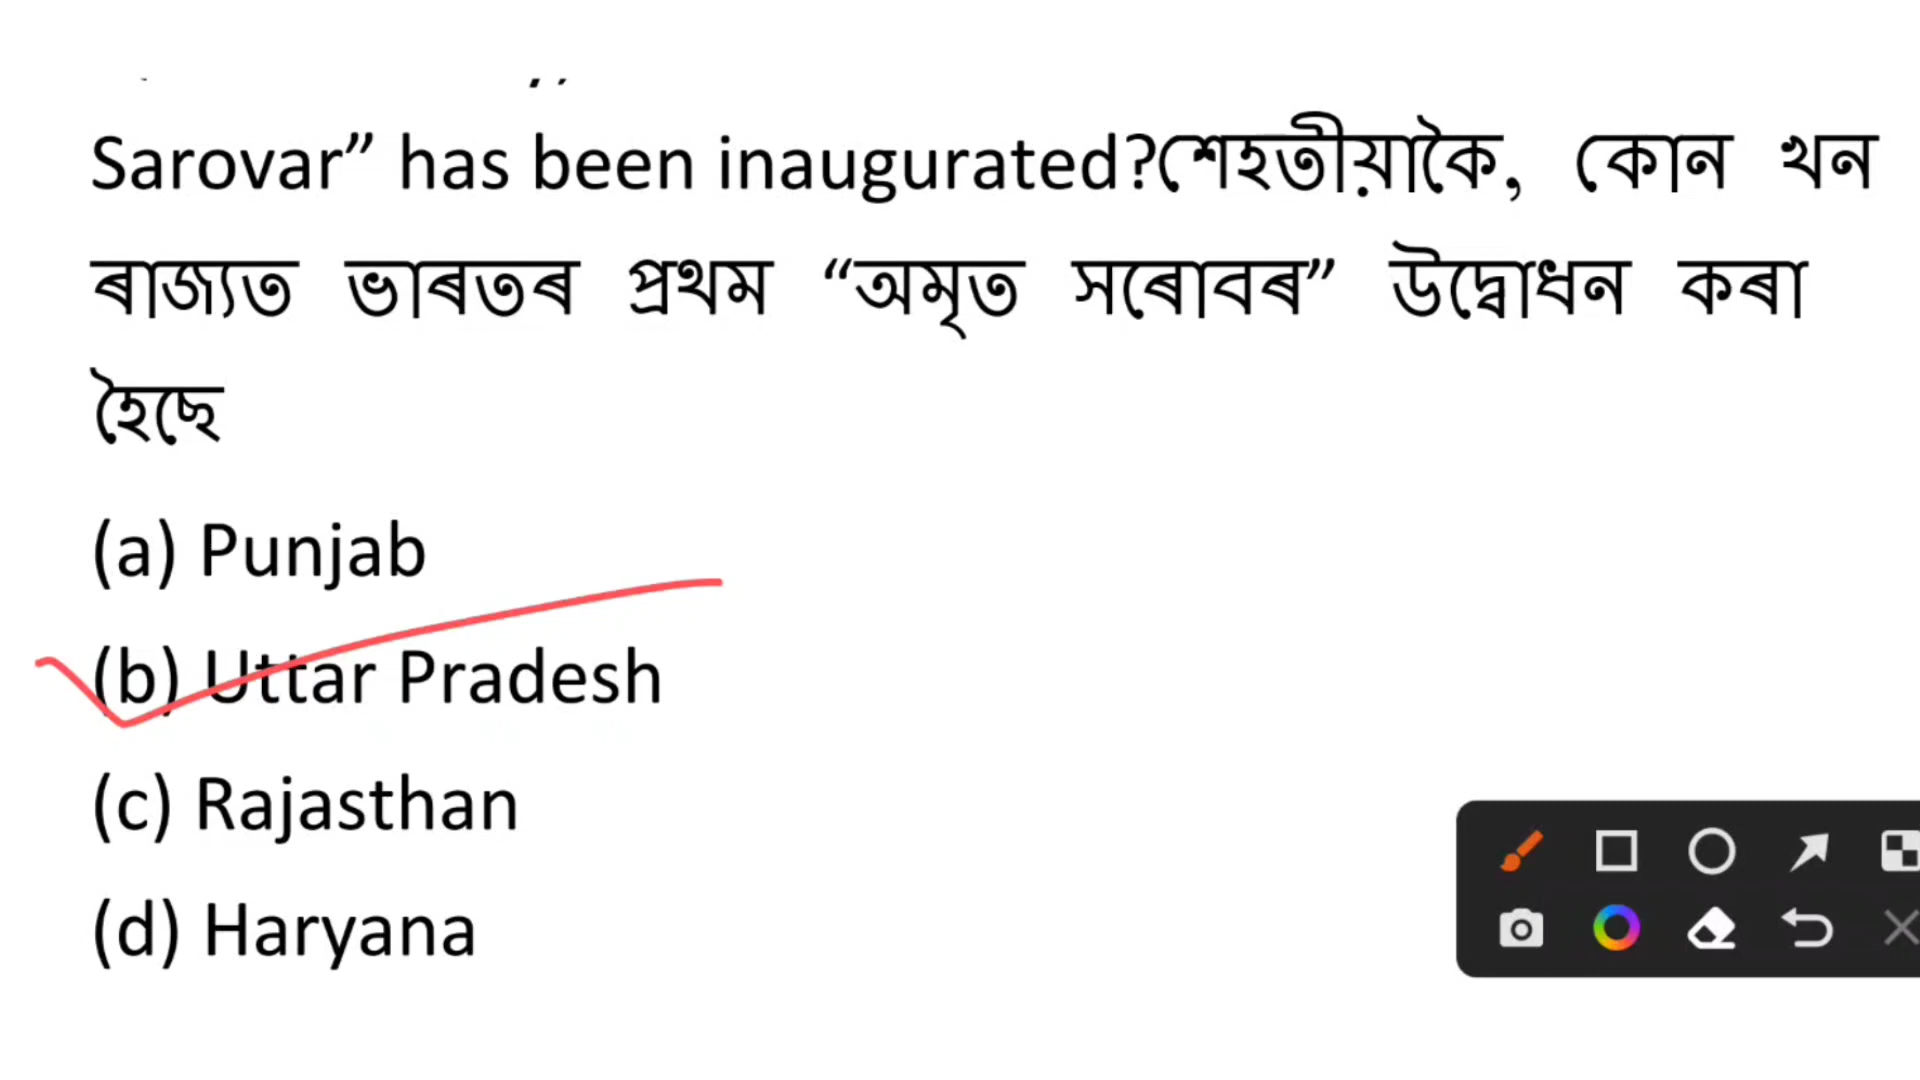 Sarovar” has been inaugurated?শেহতীয়াকৈ, কোন খন
ৰাজ্যত ভাৰতৰ প্ৰথম “অমৃত সৰোবৰ” উদ্বোধন কৰা
হৈছে
(a) Punjab
(b) Uttar Pradesh
(c) Rajasthan
(d) Haryana